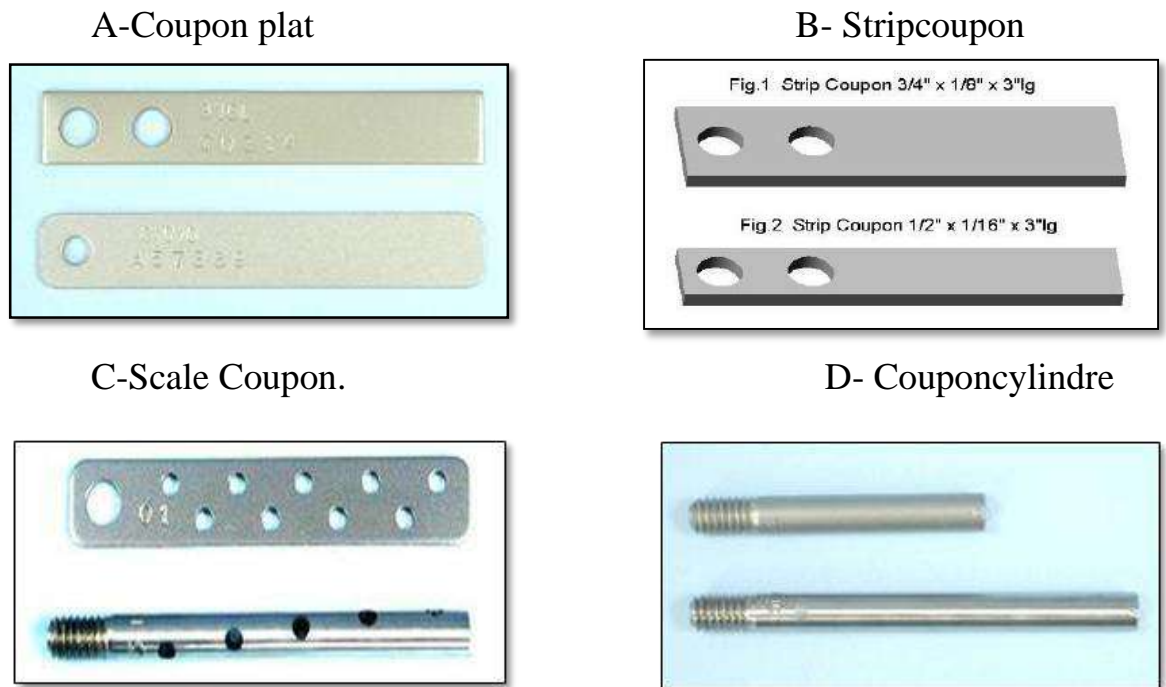 A-Coupon plat
B- Stripcoupon
Fig.1 Strip Coupon 3/4" x 1/8" x 3"lg
Fig.2 Strip Coupon 1/2" x 1/16" x 3"lg
C-Scale Coupon.
D- Couponcylindre
01